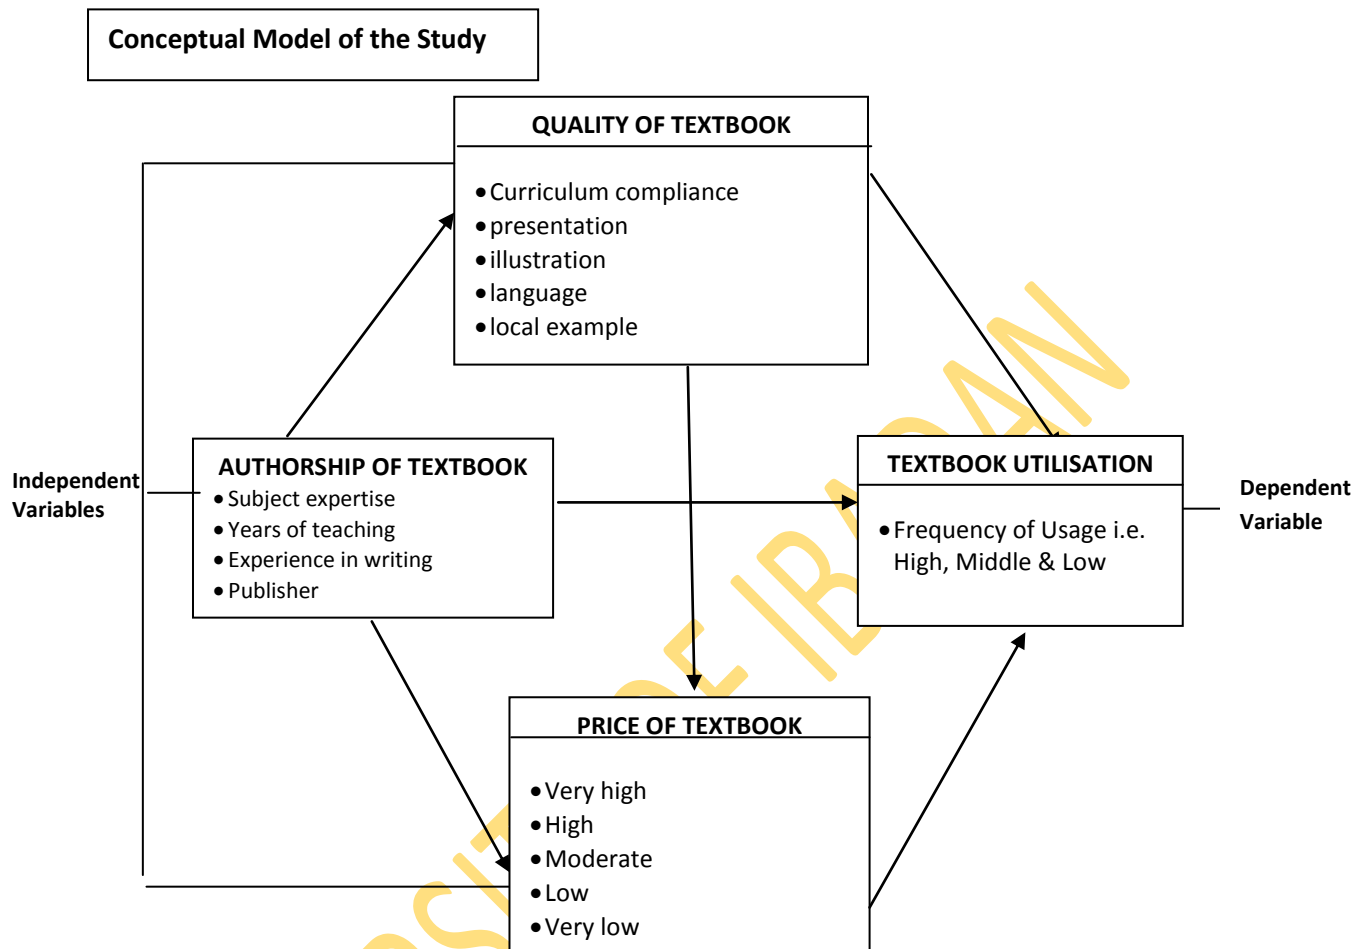 Conceptual Model of the Study
QUALITY OF TEXTBOOK
•Curriculum compliance
•presentation
•illustration
•language
•local example
Independent
Variables
AUTHORSHIP OF TEXTBOOK
• Subject expertise
• Years of teaching
• Experience in writing
• Publisher
TEXTBOOK UTILISATION
•Frequency of Usage i.e.
High, Middle & Low
Dependent
Variable
PRICE OF TEXTBOOK
•Very high
•High
•Moderate
•Low
•Very low
IBADAN